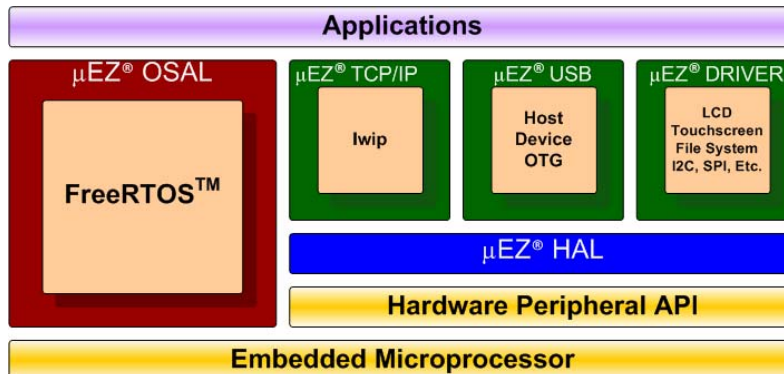 Applications
μEZ® OSAL
FreeRTOS™
μEZ® TCP/IP
lwip
μEZ® USB
Host
Device
OTG
μEZ® DRIVER
LCD
Touchscreen
File System
I2C, SPI, Etc.
μEZ® HAL
Hardware Peripheral API
Embedded Microprocessor